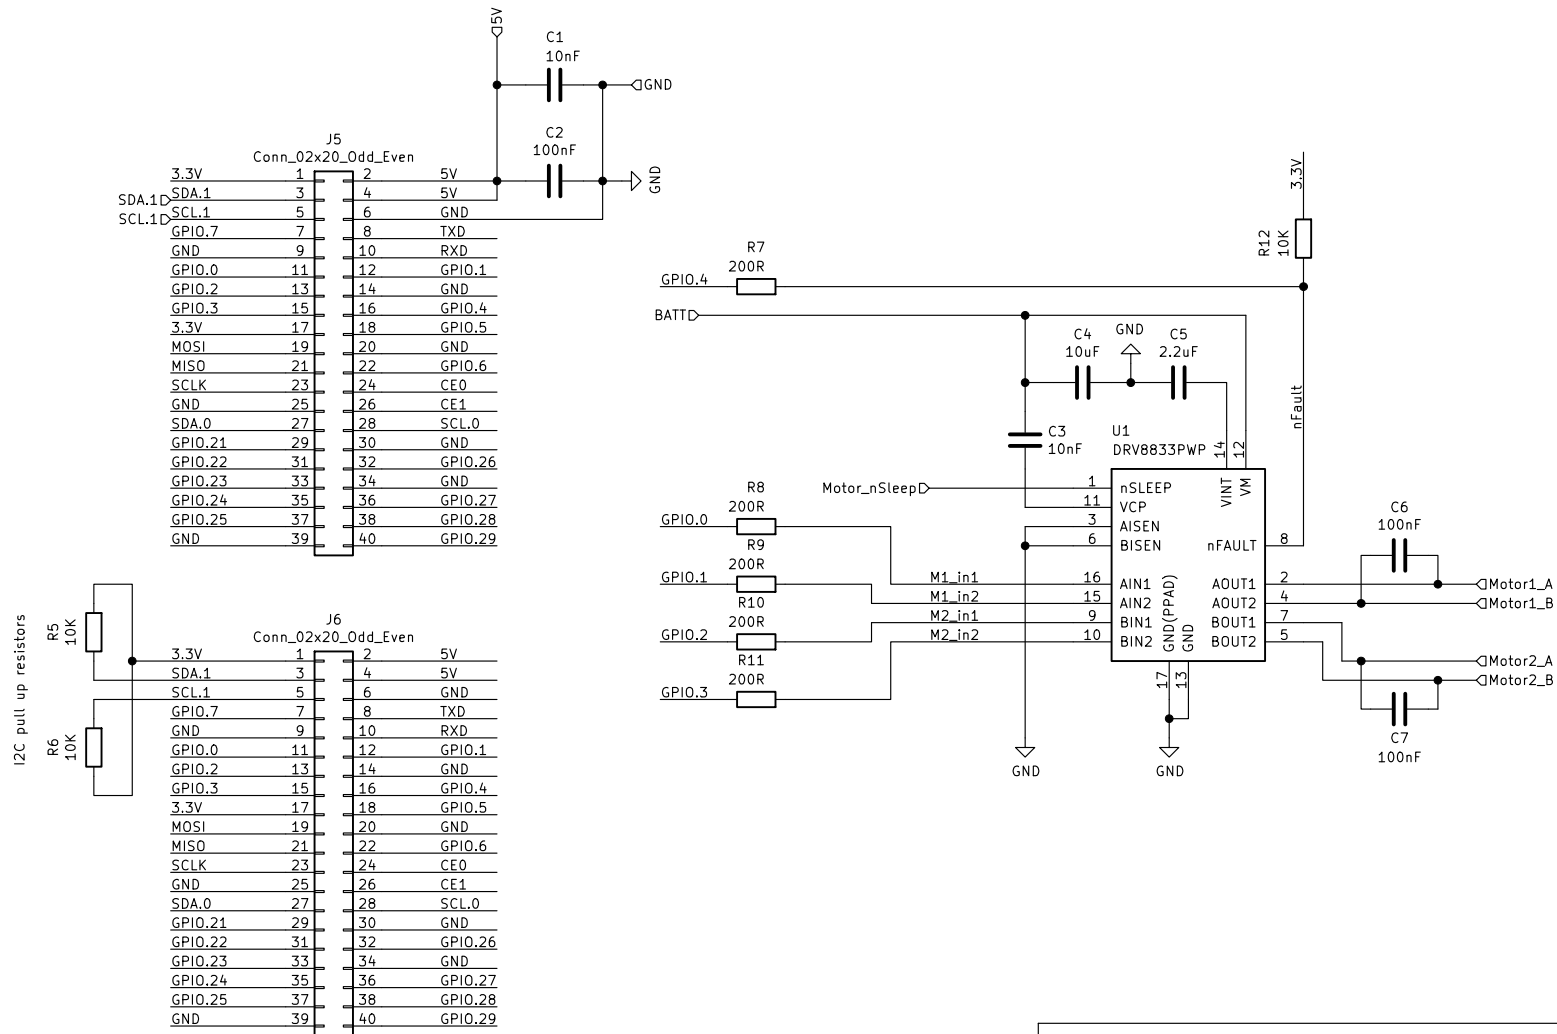 5V
C1
10nF
GND
C2
100nF
GND
J5
Conn_02x20_Odd_Even
3.3V 1 2 5V
SDA.1 SDA.1 3 4 5V
SCL.1 SCL.1 5 6 GND
GPIO.7 7 8 TXD
GND 9 10 RXD
GPIO.0 11 12 GPIO.1
GPIO.2 13 14 GND
GPIO.3 15 16 GPIO.4
3.3V 17 18 GPIO.5
MOSI 19 20 GND
MISO 21 22 GPIO.6
SCLK 23 24 CE0
GND 25 26 CE1
SDA.0 27 28 SCL.0
GPIO.21 29 30 GND
GPIO.22 31 32 GPIO.26
GPIO.23 33 34 GND
GPIO.24 35 36 GPIO.27
GPIO.25 37 38 GPIO.28
GND 39 40 GPIO.29
I2C pull up resistors
R5
10K
R6
10K
J6
Conn_02x20_Odd_Even
3.3V 1 2 5V
SDA.1 3 4 5V
SCL.1 5 6 GND
GPIO.7 7 8 TXD
GND 9 10 RXD
GPIO.0 11 12 GPIO.1
GPIO.2 13 14 GND
GPIO.3 15 16 GPIO.4
3.3V 17 18 GPIO.5
MOSI 19 20 GND
MISO 21 22 GPIO.6
SCLK 23 24 CE0
GND 25 26 CE1
SDA.0 27 28 SCL.0
GPIO.21 29 30 GND
GPIO.22 31 32 GPIO.26
GPIO.23 33 34 GND
GPIO.24 35 36 GPIO.27
GPIO.25 37 38 GPIO.28
GND 39 40 GPIO.29
3.3V
R12
10K
R7
200R
GPIO.4
BATT
C4
10uF
GND
C5
2.2uF
nFault
C3
10nF
U1
DRV8833PWP
14
12
Motor_nSleep
1 nSLEEP
11 VCP
3 AISEN
6 BISEN
VINT
VM
nFAULT 8
R8
200R
GPIO.0
R9
200R
GPIO.1
R10
200R
GPIO.2
R11
200R
GPIO.3
M1_in1 16 AIN1
M1_in2 15 AIN2
M2_in1 9 BIN1
M2_in2 10 BIN2
GND(PPAD)
GND
17
13
AOUT1 2
AOUT2 4
BOUT1 7
BOUT2 5
C6
100nF
Motor1_A
Motor1_B
Motor2_A
Motor2_B
C7
100nF
GND
GND